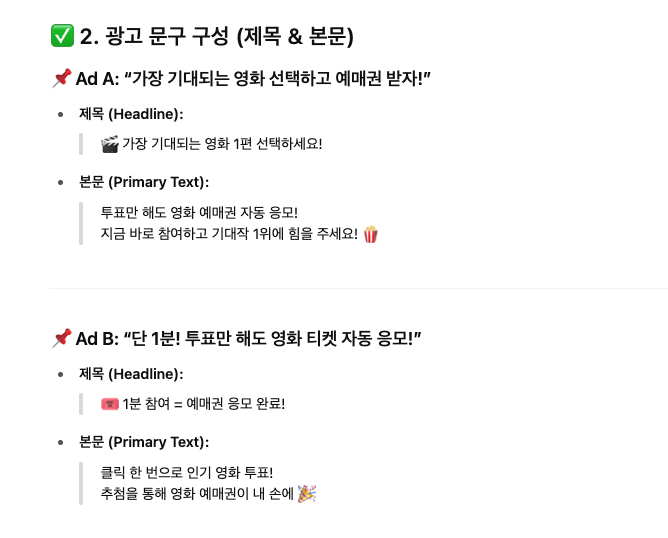 ✅ 2. 광고 문구 구성 (제목 & 본문)
📌 Ad A: “가장 기대되는 영화 선택하고 예매권 받자!”
• 제목 (Headline):
🎬 가장 기대되는 영화 1편 선택하세요!
• 본문 (Primary Text):
투표만 해도 영화 예매권 자동 응모!
지금 바로 참여하고 기대작 1위에 힘을 주세요! 🍿
📌 Ad B: “단 1분! 투표만 해도 영화 티켓 자동 응모!”
• 제목 (Headline):
🎟️ 1분 참여 = 예매권 응모 완료!
• 본문 (Primary Text):
클릭 한 번으로 인기 영화 투표!
추첨을 통해 영화 예매권이 내 손에 🎉